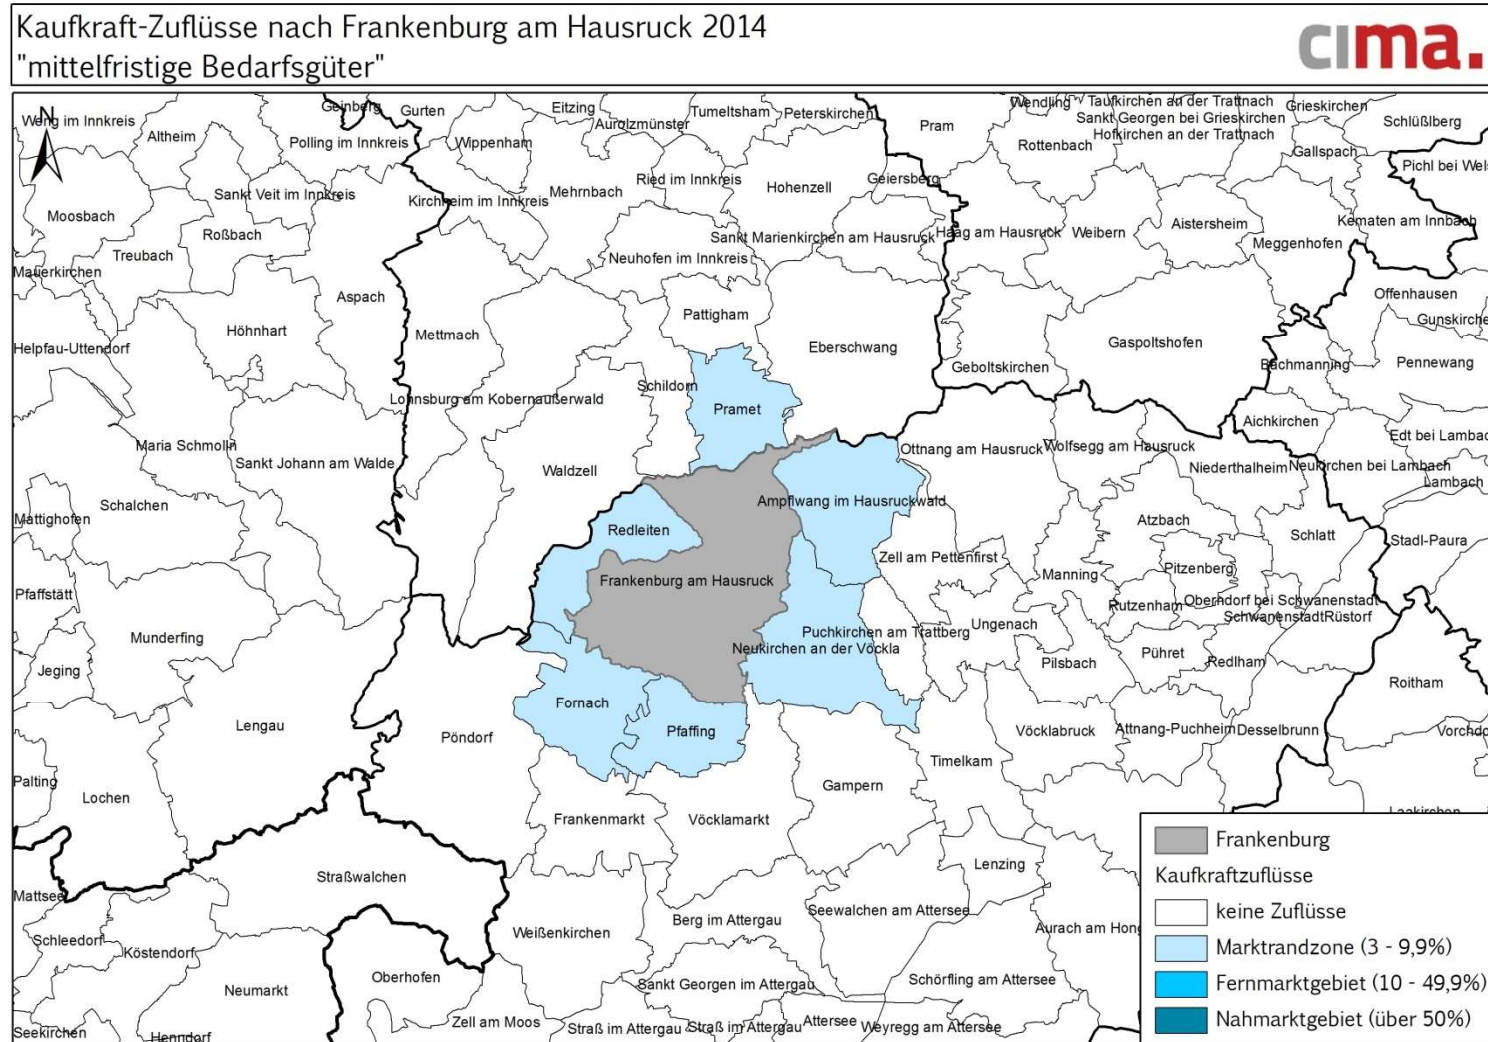 Kaufkraft-Zuflüsse nach Frankenburg am Hausruck 2014
"mittelfristige Bedarfsgüter"
cima.
N
Weng im Innkreis
Altheim
Geinberg
Polling im Innkreis
Gurten
Eitzing
Aurolzmünster
Tumeltsham
Peterskirchen
Pram
Wendling
Taufkirchen an der Trattnach
Sankt Georgen bei Grieskirchen
Hofkirchen an der Trattnach
Grieskirchen
Schlüßlberg
Rottenbach
Gallspach
Pichl bei Wels
Wippenham
Mehrnbach
Ried im Innkreis
Hohenzell
Geiersberg
Sankt Veit im Innkreis
Kirchheim im Innkreis
Moosbach
Roßbach
Treubach
Mauerkirchen
Neuhofen im Innkreis
Sankt Marienkirchen am Hausruck
Haag am Hausruck
Weibern
Aistersheim
Meggenhofen
Kematen am Innbach
Aspach
Höhnhart
Helpfau-Uttendorf
Mettmach
Pattigham
Eberschwang
Geboltskirchen
Gaspoltshofen
Offenhausen
Gunskirche
Bachmanning
Pennewang
Schildorn
Pramet
Lohnsburg am Kobernaußerwald
Aichkirchen
Maria Schmolln
Sankt Johann am Walde
Waldzell
Ottnang am Hausruck
Wolfsegg am Hausruck
Niederthalheim
Neukirchen bei Lambach
Edt bei Lambac
Lambach
Schalchen
Mattighofen
Ampflwang im Hausruckwald
Redleiten
Atzbach
Schlatt
Stadl-Paura
Zell am Pettenfirst
Frankenburg am Hausruck
Manning
Pitzenberg
Pfaffstätt
Rutzenham
Oberndorf bei Schwanenstadt
Schwanenstadt
Rüstorf
Munderfing
Puchkirchen am Trattberg
Ungenach
Neukirchen an der Vöckla
Pilsbach
Pühret
Redlham
Jeging
Roitham
Fornach
Pfaffing
Lengau
Pöndorf
Vöcklabruck
Attnang-Puchheim
Desselbrunn
Vorchdo
Timelkam
Palting
Lochen
Gampern
Frankenmarkt
Vöcklamarkt
Laakirchen
Lenzing
Straßwalchen
Mattsee
Seewalchen am Attersee
Berg im Attergau
Weißenkirchen
Aurach am Hong
Schleedorf
Köstendorf
Oberhofen
Neumarkt
Sankt Georgen im Attergau
Schörfling am Attersee
Zell am Moos
Straß im Attergau
Straß im Attergau
Attersee
Weyregg am Attersee
Seekirchen
Henndorf
Frankenburg
Kaufkraftzuflüsse
keine Zuflüsse
Marktrandzone (3 - 9,9%)
Fernmarktgebiet (10 - 49,9%)
Nahmarktgebiet (über 50%)